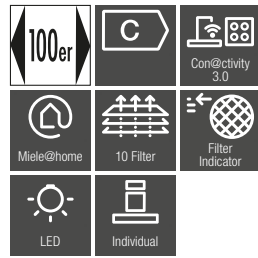 100er
C
Con@ctivity
3.0
Miele@home
10 Filter
Filter
Indicator
LED
Individual